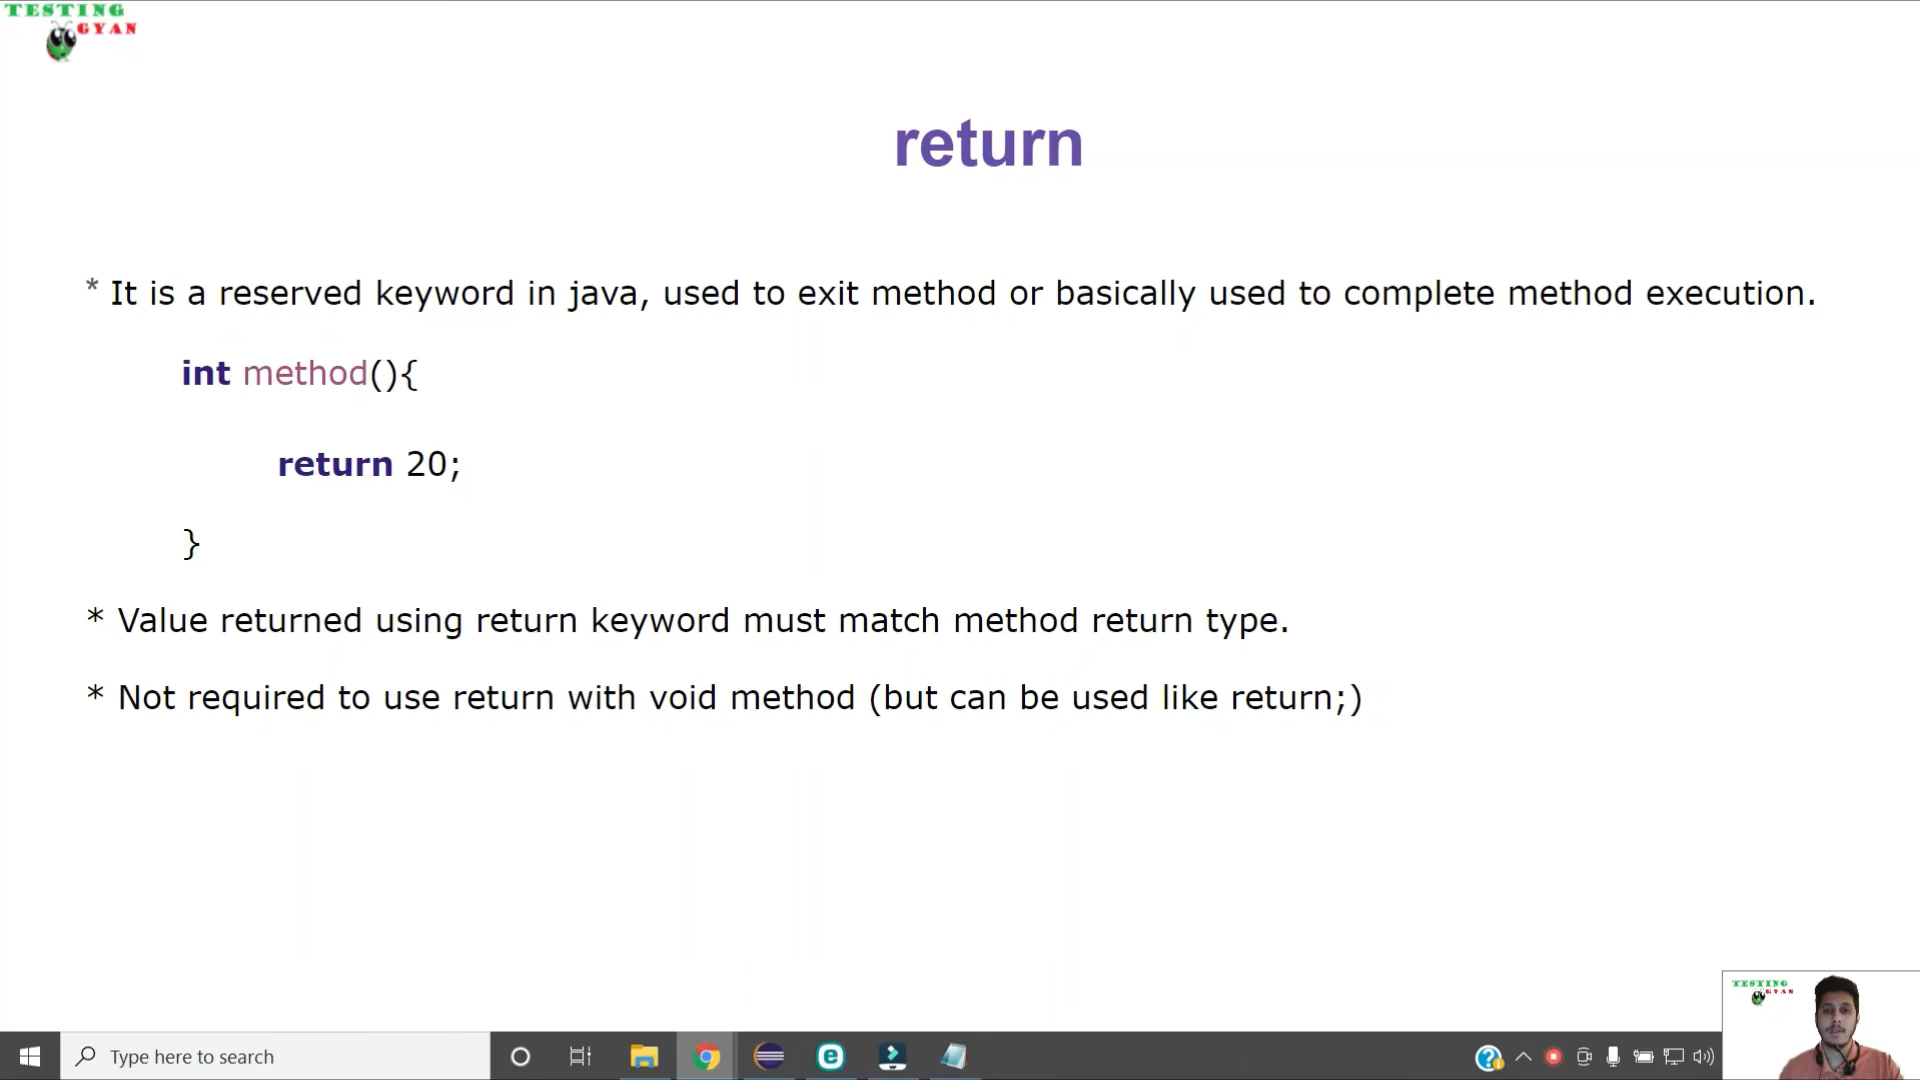 TESTING
GYAN
return
* It is a reserved keyword in java, used to exit method or basically used to complete method execution.
int method(){
return 20;
}
* Value returned using return keyword must match method return type.
* Not required to use return with void method (but can be used like return;)
TESTING
GYAN
Type here to search